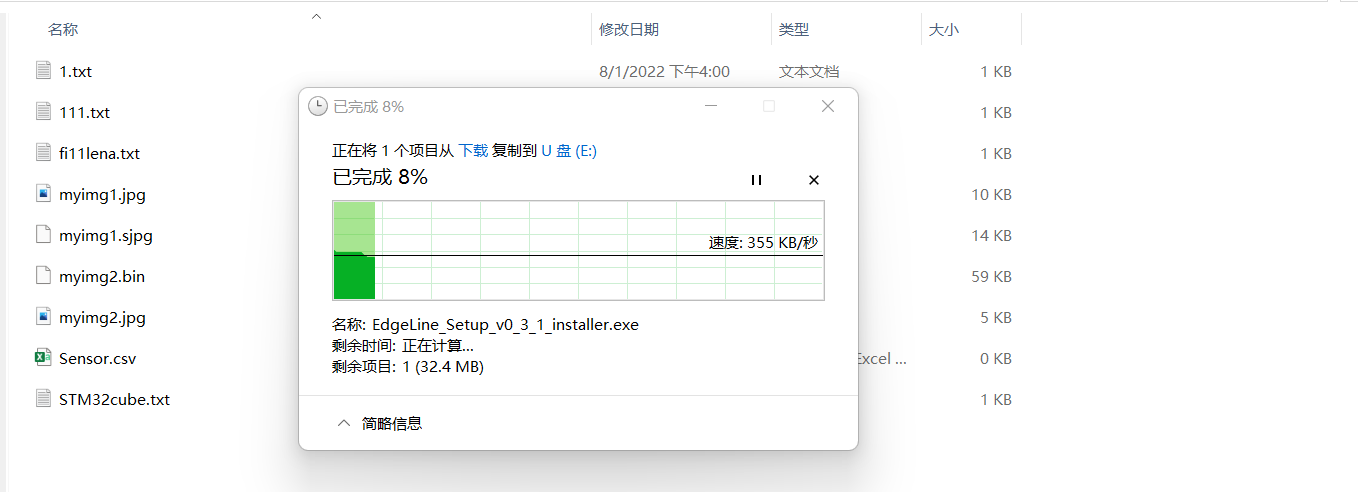 名称 修改日期 类型 大小
1.txt 8/1/2022 下午4:00 文本文档 1 KB
111.txt 1 KB
fi11lena.txt 1 KB
myimg1.jpg 10 KB
myimg1.sjpg 14 KB
myimg2.bin 59 KB
myimg2.jpg 5 KB
Sensor.csv Excel ... 0 KB
STM32cube.txt 1 KB
已完成 8%
正在将 1 个项目从 下载 复制到 U 盘 (E:)
已完成 8%
速度: 355 KB/秒
名称: EdgeLine_Setup_v0_3_1_installer.exe
剩余时间: 正在计算...
剩余项目: 1 (32.4 MB)
简略信息